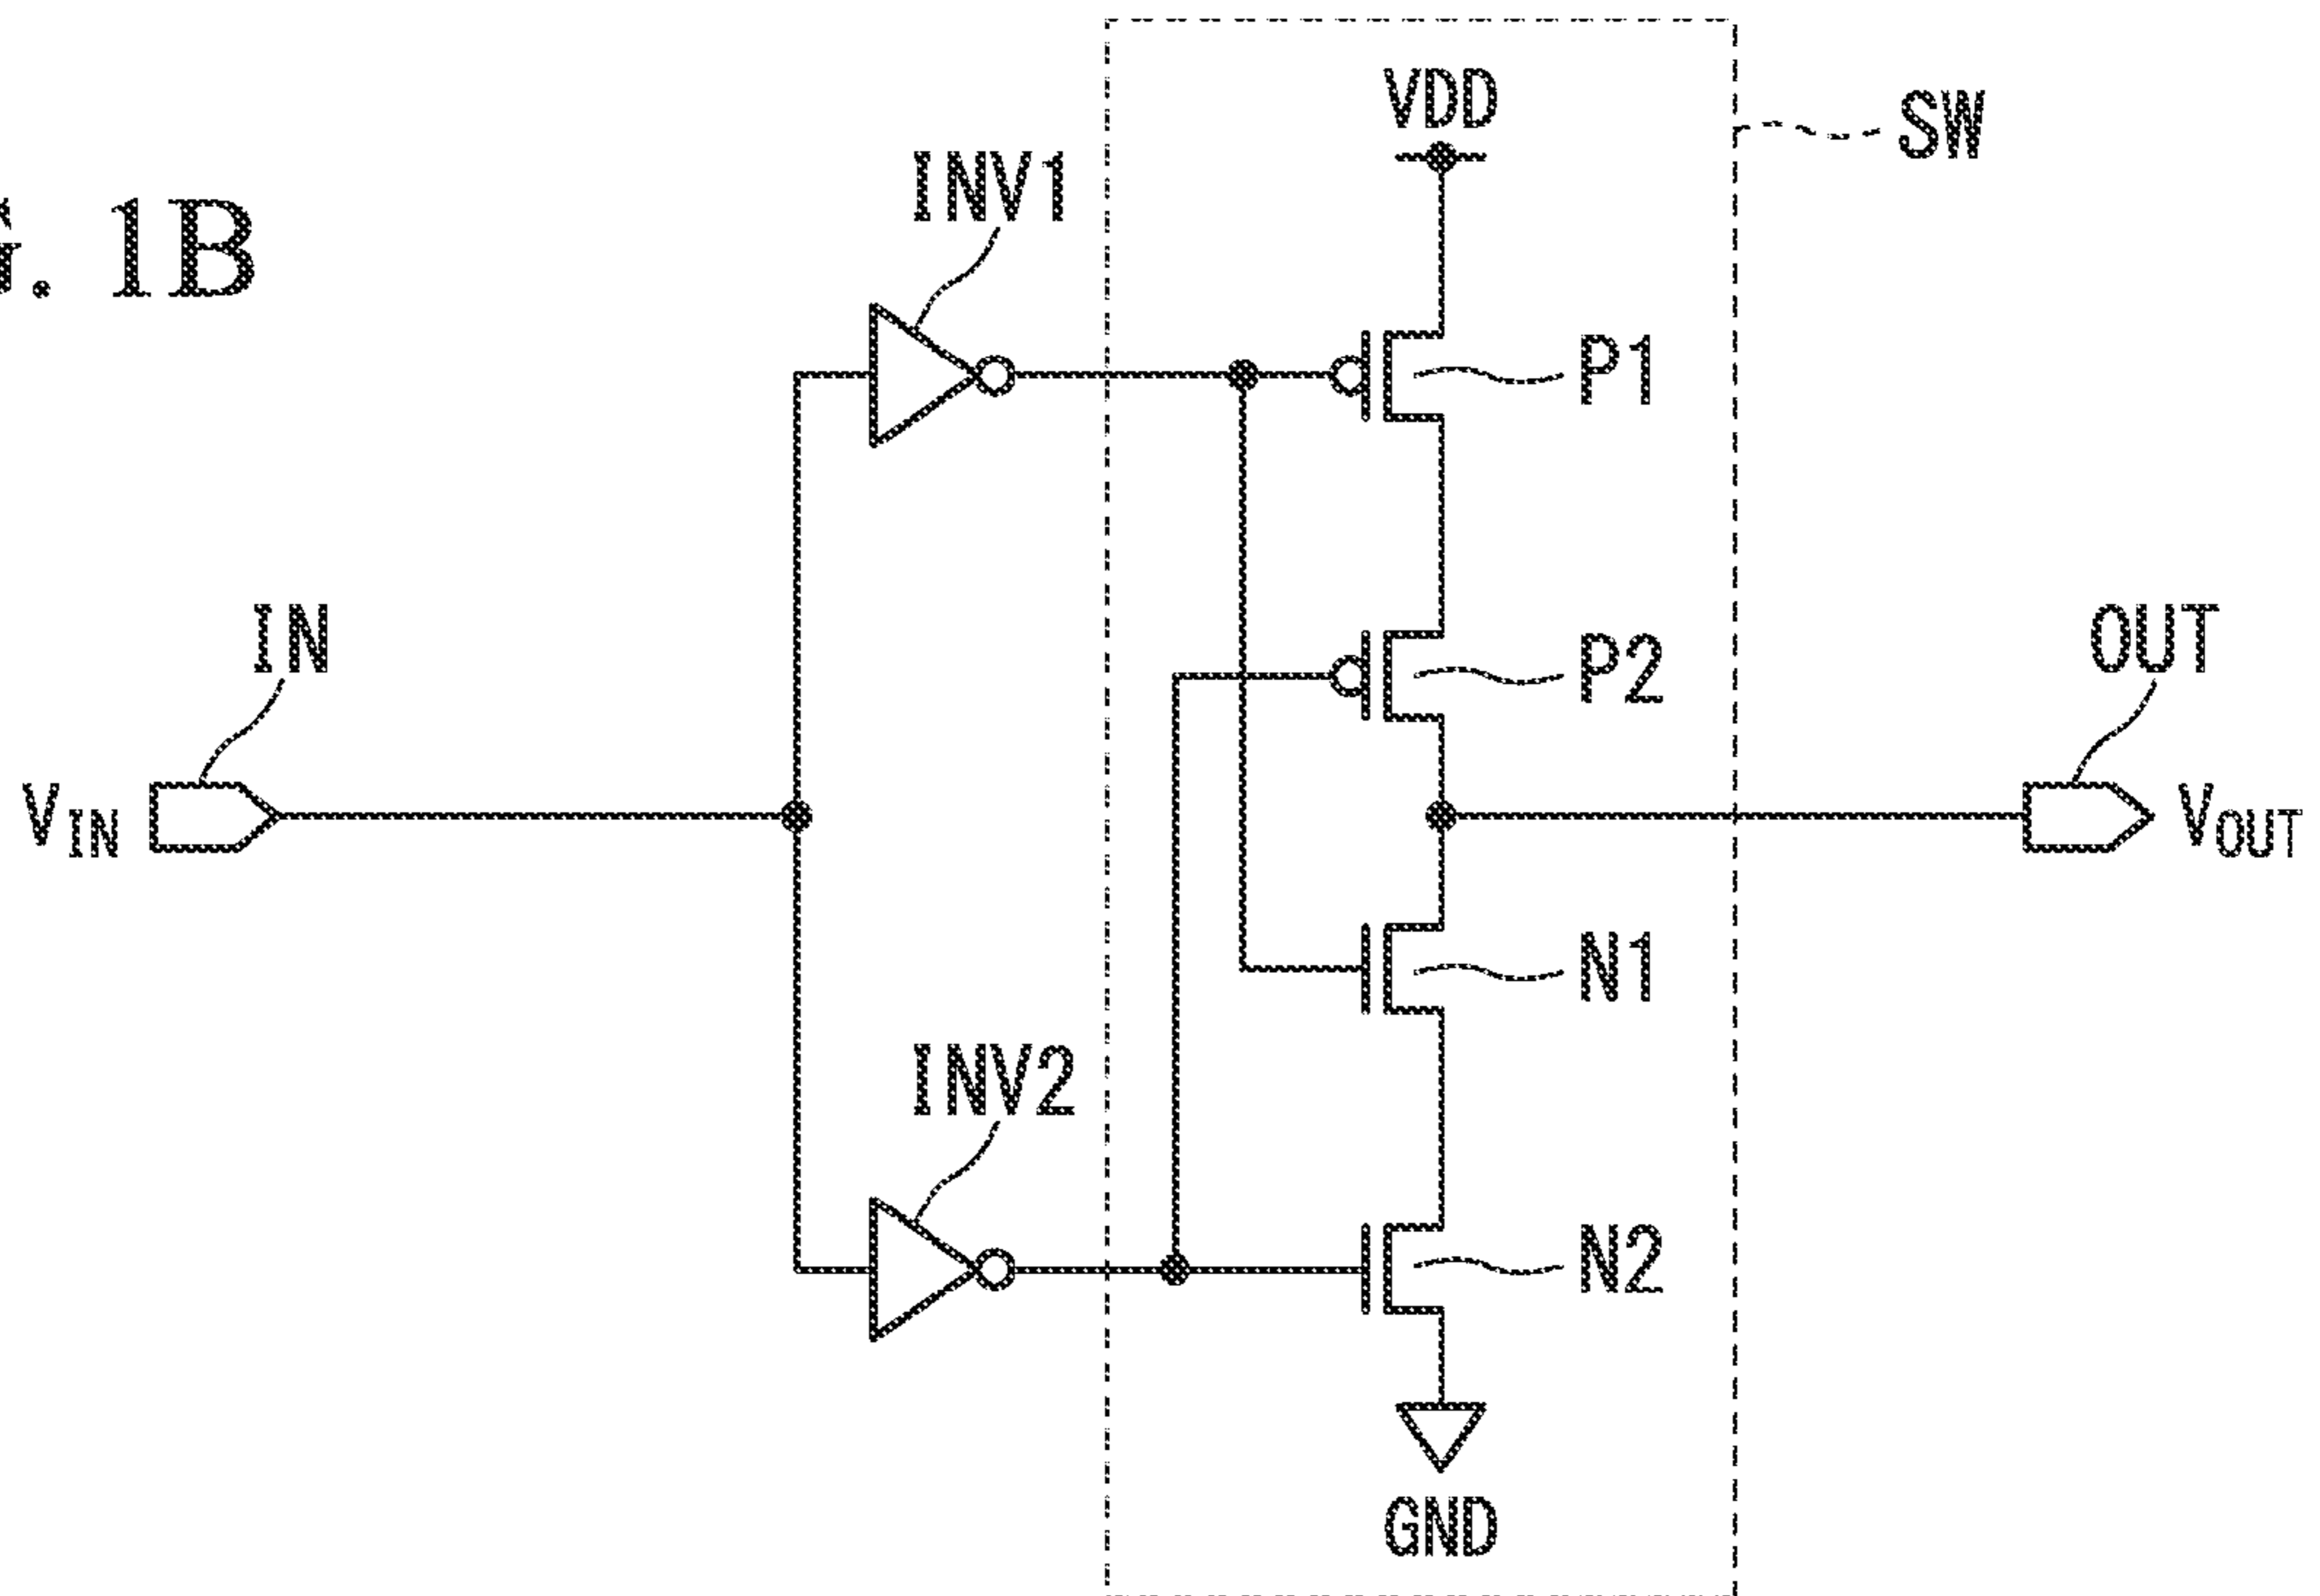 G. 1B
VDD
SW
INV1
P1
IN
P2
OUT
VIN
VOUT
N1
INV2
N2
GND